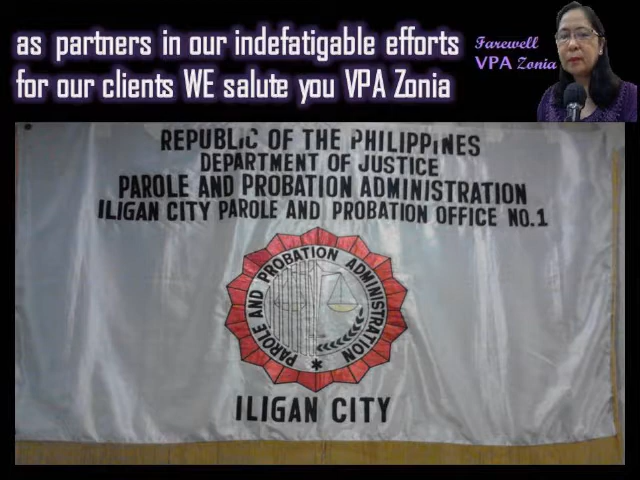 as partners in our indefatigable efforts
for our clients WE salute you VPA Zonia
Farewell
VPA Zonia
REPUBLIC OF THE PHILIPPINES
DEPARTMENT OF JUSTICE
PAROLE AND PROBATION ADMINISTRATION
ILIGAN CITY PAROLE AND PROBATION OFFICE NO.1
PAROLE AND PROBATION ADMINISTRATION
ILIGAN CITY